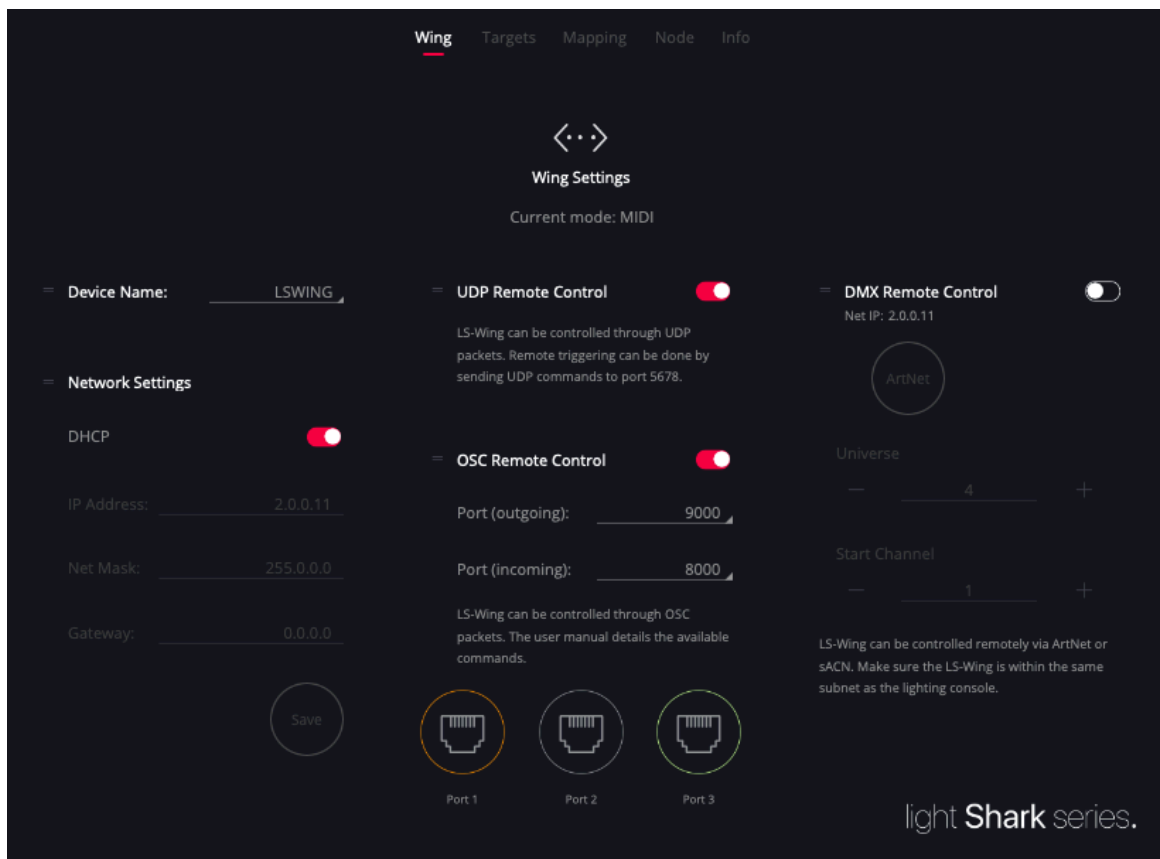 Wing Targets Mapping Node Info
Wing Settings
Current mode: MIDI
Device Name: LSWING
Network Settings
DHCP
IP Address: 2.0.0.11
Net Mask: 255.0.0.0
Gateway: 0.0.0.0
Save
UDP Remote Control
LS-Wing can be controlled through UDP
packets. Remote triggering can be done by
sending UDP commands to port 5678.
OSC Remote Control
Port (outgoing): 9000
Port (incoming): 8000
LS-Wing can be controlled through OSC
packets. The user manual details the available
commands.
Port 1 Port 2 Port 3
DMX Remote Control
Net IP: 2.0.0.11
ArtNet
Universe
— 4 +
Start Channel
— 1 +
LS-Wing can be controlled remotely via ArtNet or
sACN. Make sure the LS-Wing is within the same
subnet as the lighting console.
light Shark series.